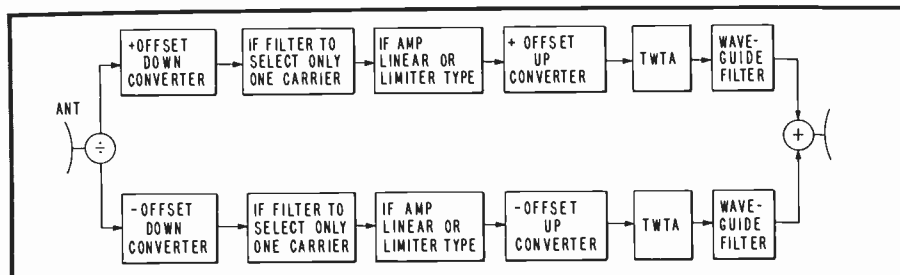 +OFFSET
DOWN
CONVERTER
IF FILTER TO
SELECT ONLY
ONE CARRIER
IF AMP
LINEAR OR
LIMITER TYPE
+ OFFSET
UP
CONVERTER
TWTA
WAVE-
GUIDE
FILTER
ANT
÷
+
-OFFSET
DOWN
CONVERTER
IF FILTER TO
SELECT ONLY
ONE CARRIER
IF AMP
LINEAR OR
LIMITER TYPE
-OFFSET
UP
CONVERTER
TWTA
WAVE-
GUIDE
FILTER